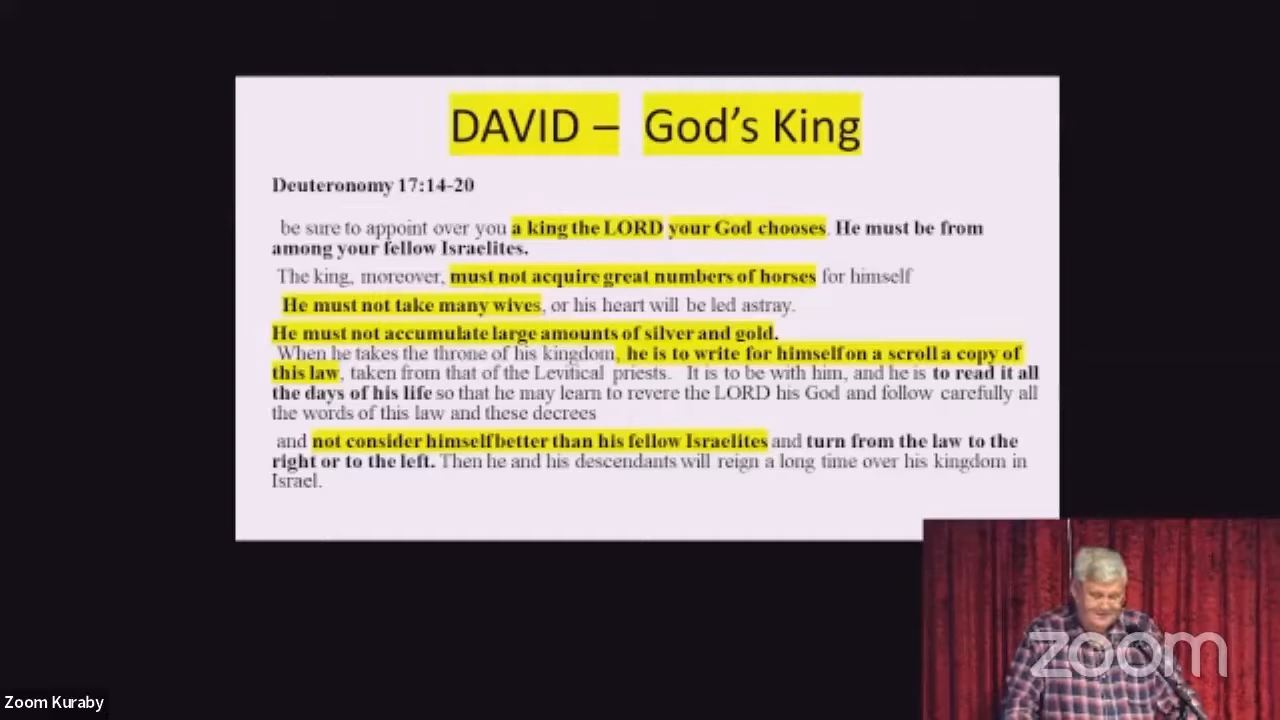 DAVID – God's King
Deuteronomy 17:14-20
be sure to appoint over you a king the LORD your God chooses. He must be from
among your fellow Israelites.
The king, moreover, must not acquire great numbers of horses for himself
He must not take many wives, or his heart will be led astray.
He must not accumulate large amounts of silver and gold.
When he takes the throne of his kingdom, he is to write for himself on a scroll a copy of
this law, taken from that of the Levitical priests. It is to be with him, and he is to read it all
the days of his life so that he may learn to revere the LORD his God and follow carefully all
the words of this law and these decrees
and not consider himself better than his fellow Israelites and turn from the law to the
right or to the left. Then he and his descendants will reign a long time over his kingdom in
Israel.
zoom
Zoom Kuraby